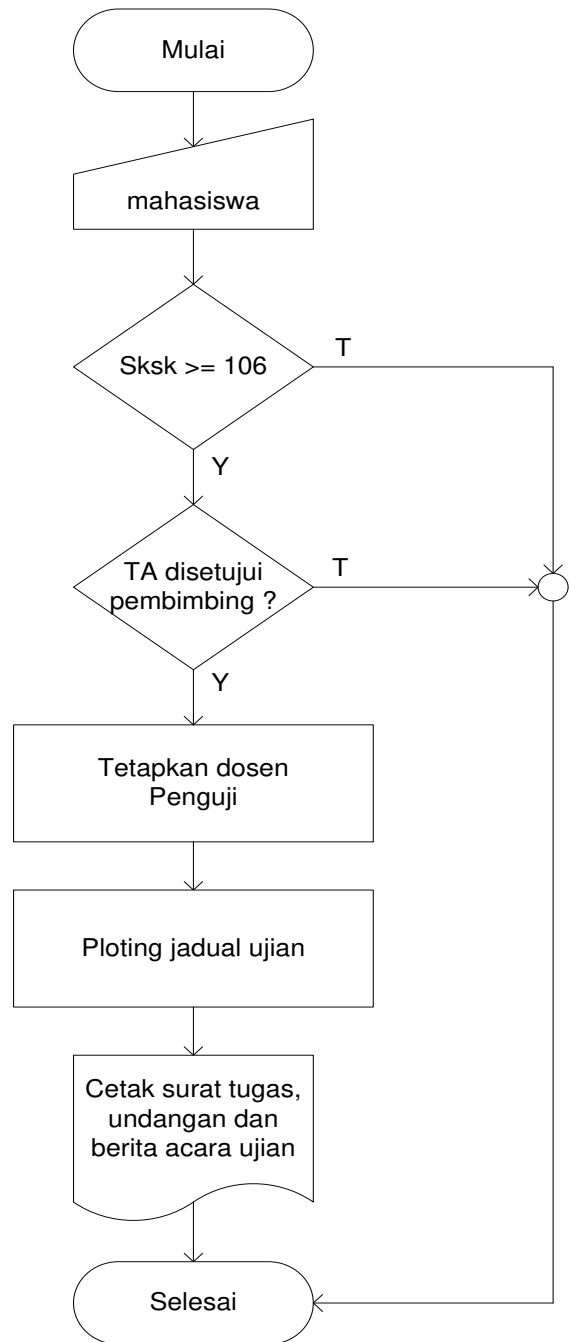 Mulai
mahasiswa
Sksk >= 106
T
Y
TA disetujui
pembimbing ?
T
Y
Tetapkan dosen
Penguji
Ploting jadual ujian
Cetak surat tugas,
undangan dan
berita acara ujian
Selesai